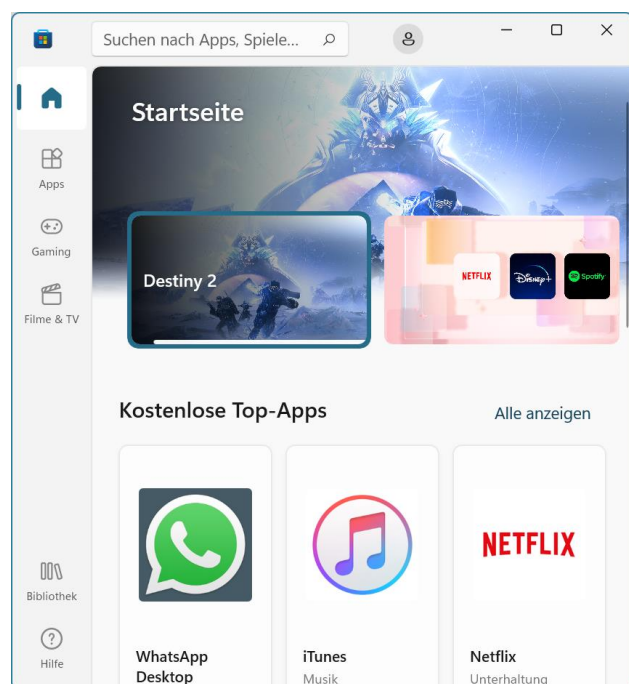 Suchen nach Apps, Spiele...
Startseite
Apps
Gaming
Filme & TV
Destiny 2
NETFLIX
Disney+
Spotify
Kostenlose Top-Apps
Alle anzeigen
NETFLIX
Bibliothek
Hilfe
WhatsApp
Desktop
iTunes
Musik
Netflix
Unterhaltung